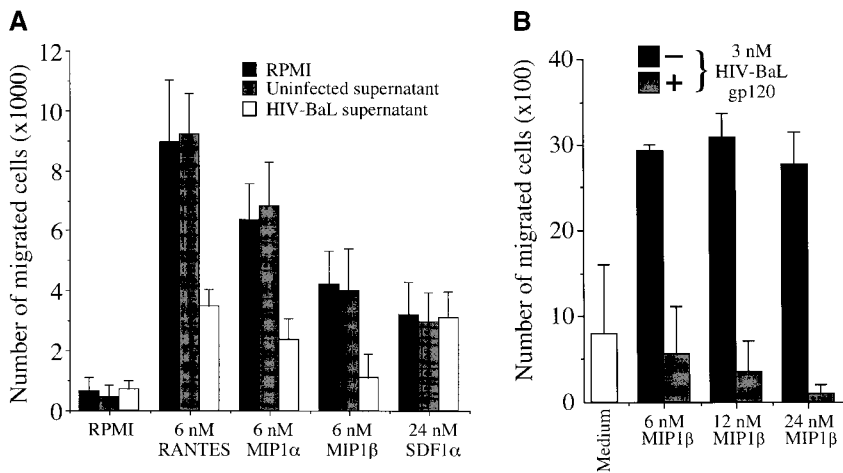 A
Number of migrated cells (x1000)
12
10
8
6
4
2
0
RPMI
Uninfected supernatant
HIV-BaL supernatant
RPMI
6 nM
RANTES
6 nM
MIP1α
6 nM
MIP1β
24 nM
SDF1α
B
Number of migrated cells (x100)
40
30
20
10
0
−
+
3 nM
HIV-BaL
gp120
Medium
6 nM
MIP1β
12 nM
MIP1β
24 nM
MIP1β